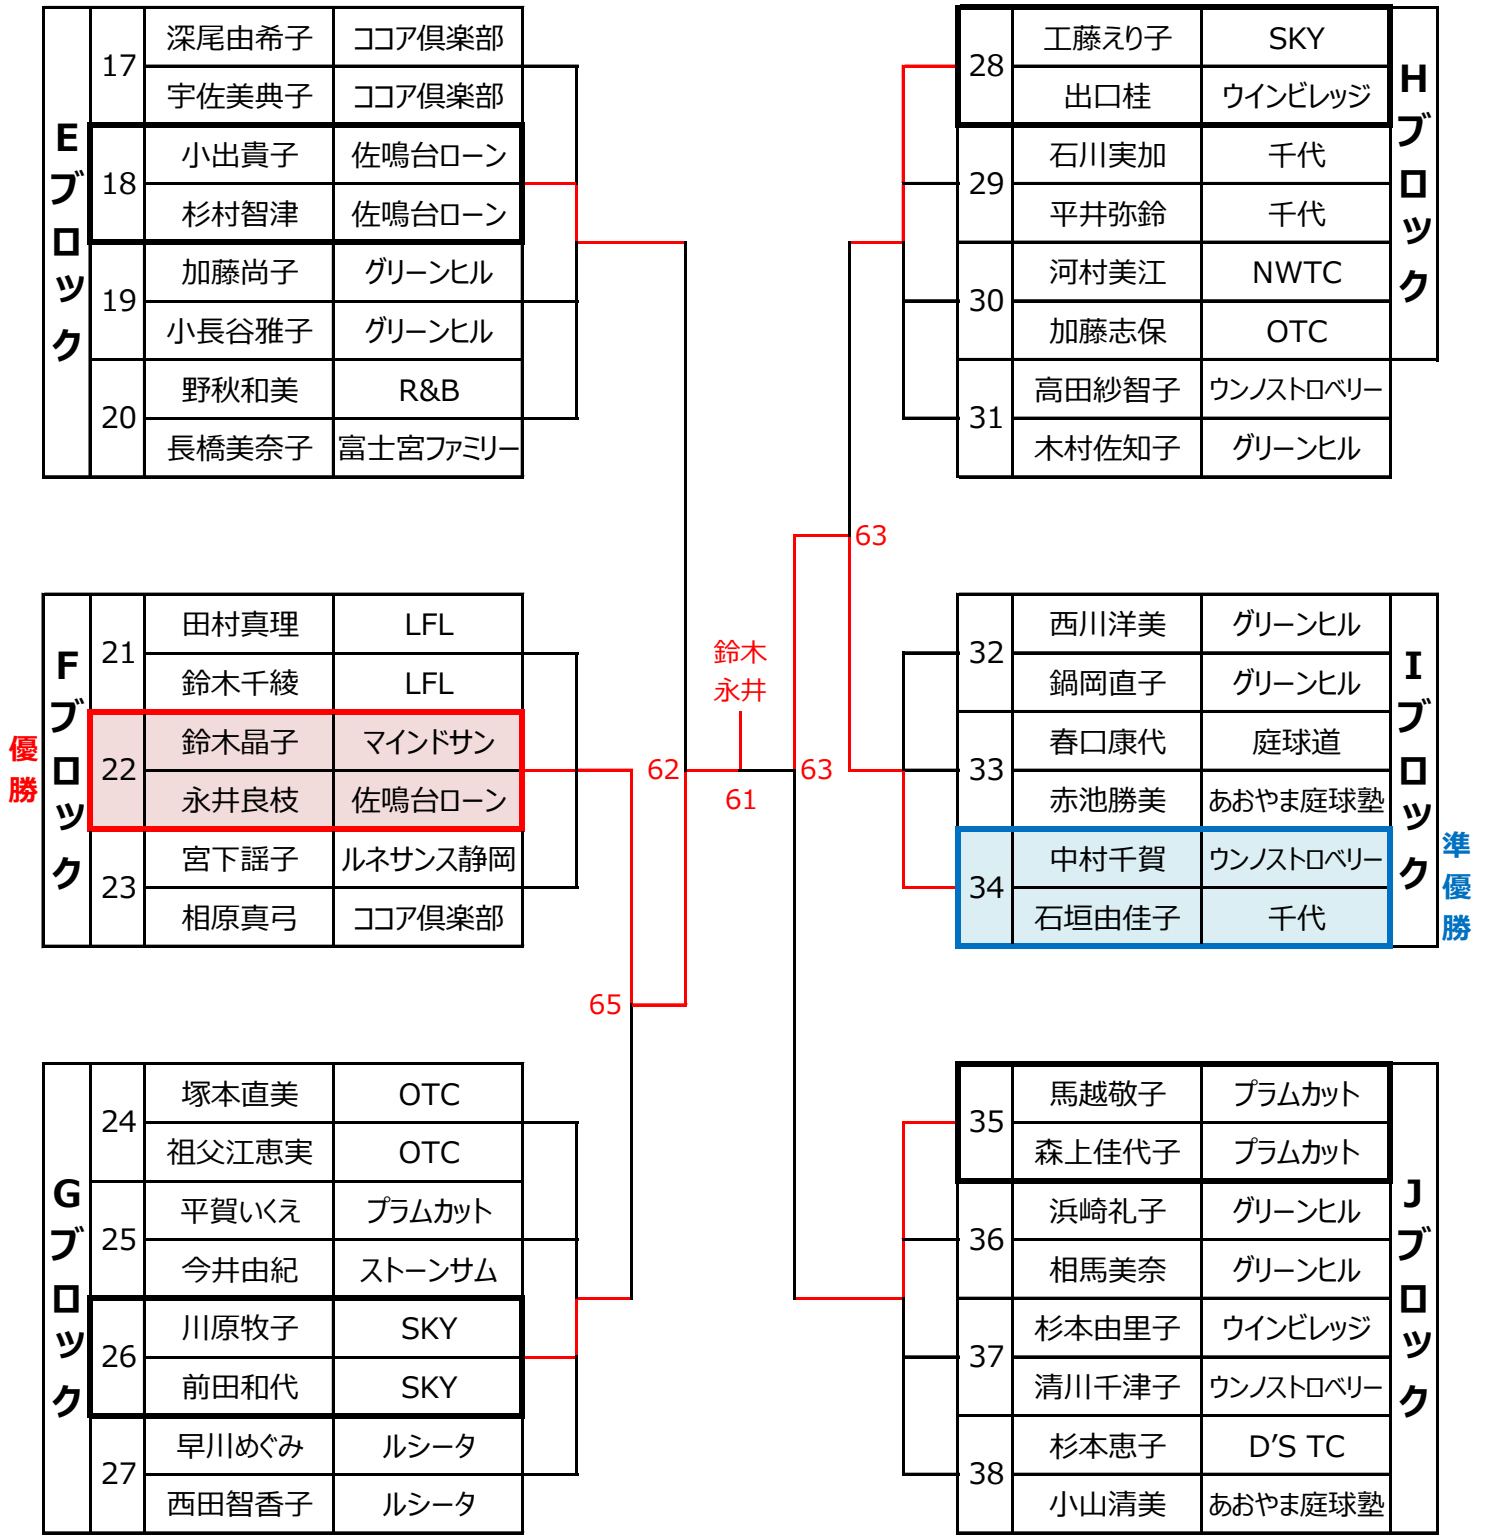 Eブロック
17
深尾由希子 ココア倶楽部
宇佐美典子 ココア倶楽部
18
小出貴子 佐鳴台ローン
杉村智津 佐鳴台ローン
19
加藤尚子 グリーンヒル
小長谷雅子 グリーンヒル
20
野秋和美 R&B
長橋美奈子 富士宮ファミリー
優勝
Fブロック
21
田村真理 LFL
鈴木千綾 LFL
22
鈴木晶子 マインドサン
永井良枝 佐鳴台ローン
23
宮下謡子 ルネサンス静岡
相原真弓 ココア倶楽部
Gブロック
24
塚本直美 OTC
祖父江恵実 OTC
25
平賀いくえ プラムカット
今井由紀 ストーンサム
26
川原牧子 SKY
前田和代 SKY
27
早川めぐみ ルシータ
西田智香子 ルシータ
65
62
鈴木
永井
61
63
63
Hブロック
28
工藤えり子 SKY
出口桂 ウインビレッジ
29
石川実加 千代
平井弥鈴 千代
30
河村美江 NWTC
加藤志保 OTC
31
高田紗智子 ウンノストロベリー
木村佐知子 グリーンヒル
Iブロック
32
西川洋美 グリーンヒル
鍋岡直子 グリーンヒル
33
春口康代 庭球道
赤池勝美 あおやま庭球塾
34
中村千賀 ウンノストロベリー
石垣由佳子 千代
準優勝
Jブロック
35
馬越敬子 プラムカット
森上佳代子 プラムカット
36
浜崎礼子 グリーンヒル
相馬美奈 グリーンヒル
37
杉本由里子 ウインビレッジ
清川千津子 ウンノストロベリー
38
杉本恵子 D'S TC
小山清美 あおやま庭球塾